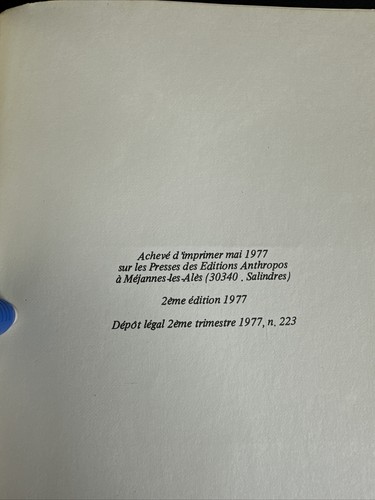 Achevé d'imprimer mai 1977
sur les Presses des Editions Anthropos
à Méjannes-les-Alès (30340 . Salindres)
2ème édition 1977
Dépôt légal 2ème trimestre 1977, n. 223